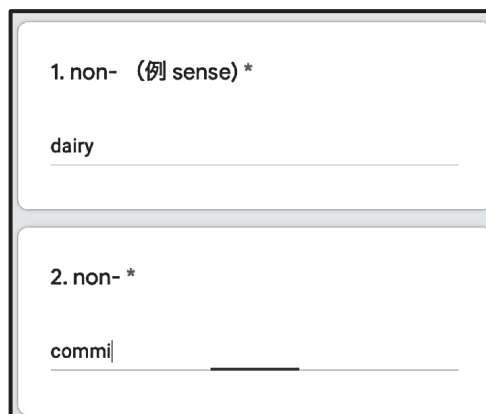 1. non- （例 sense) *
dairy
2. non- *
commi